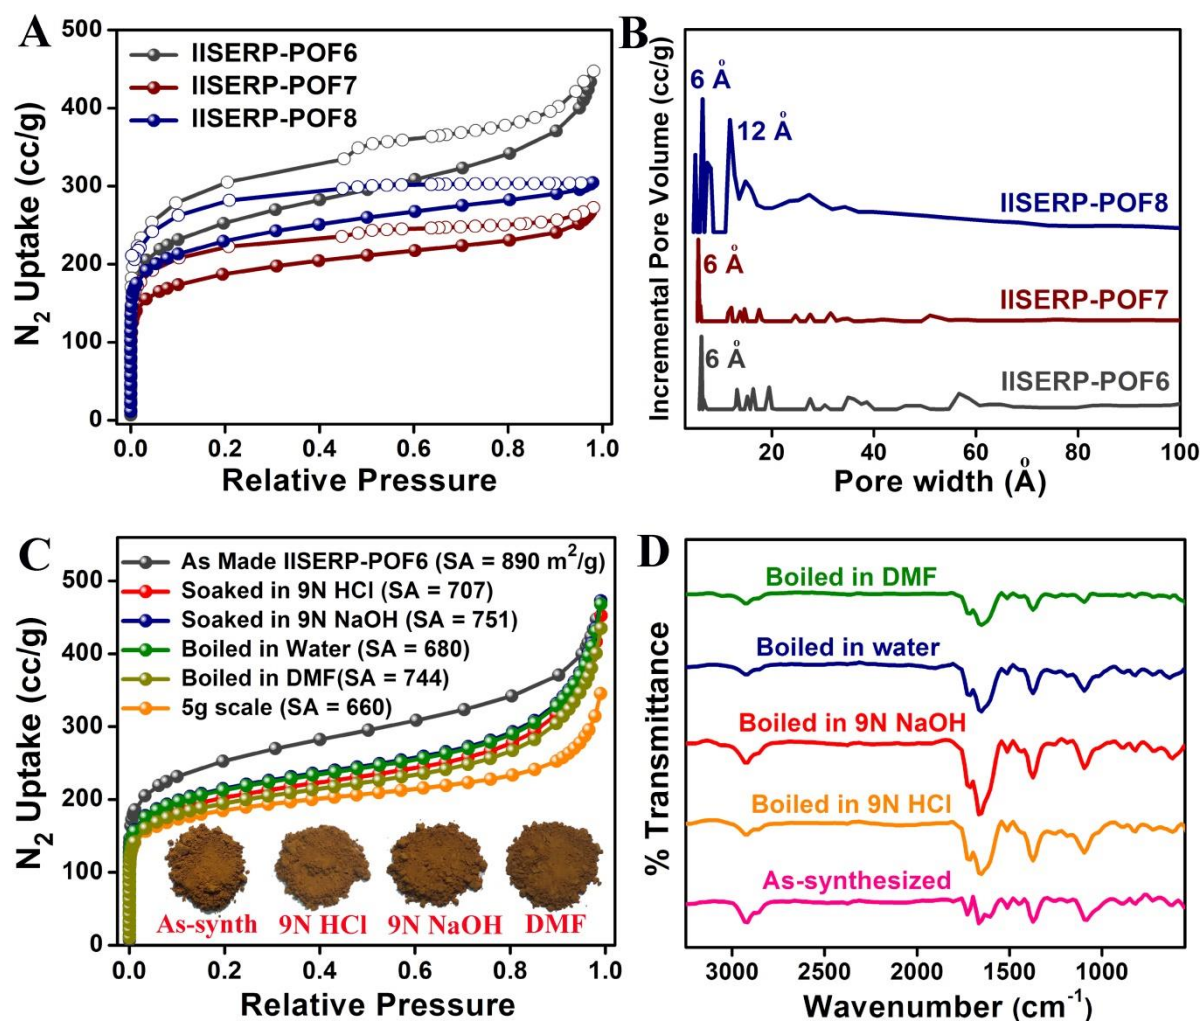 A
N2 Uptake (cc/g)
500
400
300
200
100
0
IISERP-POF6
IISERP-POF7
IISERP-POF8
0.0 0.2 0.4 0.6 0.8 1.0
Relative Pressure
B
Incremental Pore Volume (cc/g)
6 Å
12 Å
IISERP-POF8
6 Å
IISERP-POF7
6 Å
IISERP-POF6
20 40 60 80 100
Pore width (Å)
C
N2 Uptake (cc/g)
500
400
300
200
100
0
As Made IISERP-POF6 (SA = 890 m²/g)
Soaked in 9N HCl (SA = 707)
Soaked in 9N NaOH (SA = 751)
Boiled in Water (SA = 680)
Boiled in DMF(SA = 744)
5g scale (SA = 660)
As-synth 9N HCl 9N NaOH DMF
0.0 0.2 0.4 0.6 0.8 1.0
Relative Pressure
D
% Transmittance
Boiled in DMF
Boiled in water
Boiled in 9N NaOH
Boiled in 9N HCl
As-synthesized
3000 2500 2000 1500 1000
Wavenumber (cm⁻¹)